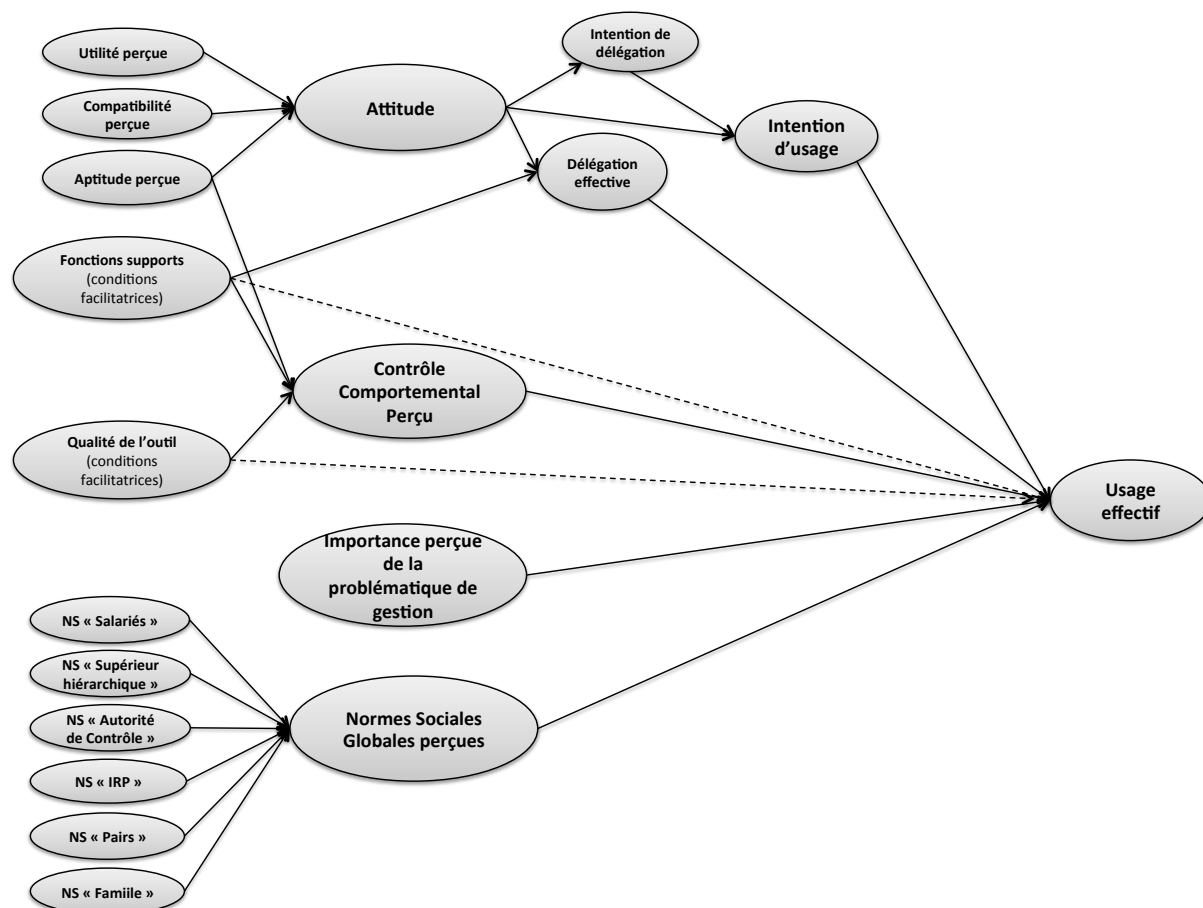 Utilité perçue
Compatibilité
perçue
Aptitude perçue
Fonctions supports
(conditions
facilitatrices)
Qualité de l'outil
(conditions
facilitatrices)
NS « Salariés »
NS « Supérieur
hiérarchique »
NS « Autorité
de Contrôle »
NS « IRP »
NS « Pairs »
NS « Famiile »
Attitude
Contrôle
Comportemental
Perçu
Importance perçue
de la
problématique de
gestion
Normes Sociales
Globales perçues
Intention de
délégation
Délégation
effective
Intention
d'usage
Usage
effectif